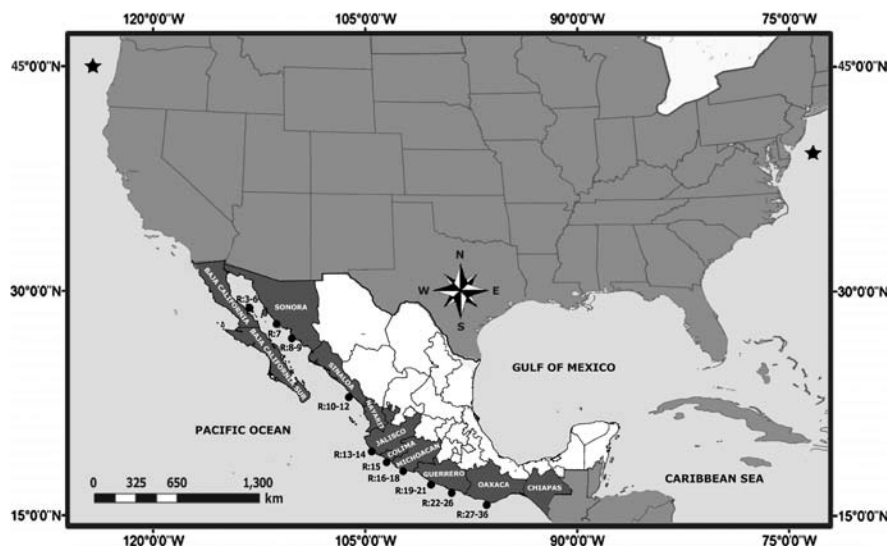 120°0'0"W 105°0'0"W 90°0'0"W 75°0'0"W
45°0'0"N 45°0'0"N
N
W E
S
30°0'0"N 30°0'0"N
BAJA CALIFORNIA
R:3-6
SONORA
R:7
R:8-9
BAJA CALIFORNIA SUR
SINALOA
R:10-12
NAYARIT
GULF OF MEXICO
PACIFIC OCEAN
JALISCO
R:13-14
COLIMA
R:15
MICHOACAN
R:16-18
GUERRERO
R:19-21
OAXACA
CHIAPAS
CARIBBEAN SEA
R:22-26
R:27-36
0 325 650 1,300
km
15°0'0"N 15°0'0"N
120°0'0"W 105°0'0"W 90°0'0"W 75°0'0"W